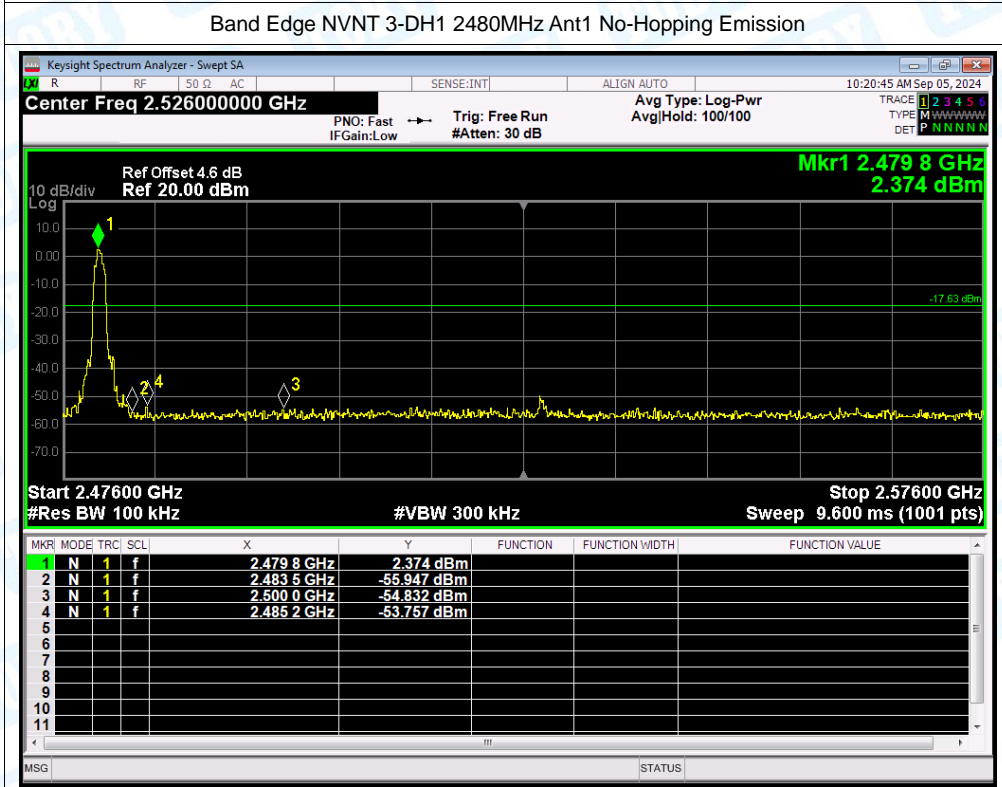 Band Edge NVNT 3-DH1 2480MHz Ant1 No-Hopping Emission
Keysight Spectrum Analyzer - Swept SA
LXI R RF 50 Ω AC SENSE:INT ALIGN AUTO 10:20:45 AM Sep 05, 2024
Center Freq 2.526000000 GHz
PNO: Fast
IFGain:Low
Trig: Free Run
#Atten: 30 dB
Avg Type: Log-Pwr
Avg|Hold: 100/100
TRACE 1 2 3 4 5 6
TYPE M WWWWW
DET P N N N N N
Mkr1 2.479 8 GHz
2.374 dBm
Ref Offset 4.6 dB
10 dB/div Ref 20.00 dBm
Log
10.0
0.00
-10.0
-20.0
-30.0
-40.0
-50.0
-60.0
-70.0
1
2
4
3
-17.63 dBm
Start 2.47600 GHz Stop 2.57600 GHz
#Res BW 100 kHz #VBW 300 kHz Sweep 9.600 ms (1001 pts)
MKR MODE TRC SCL X Y FUNCTION FUNCTION WIDTH FUNCTION VALUE
1 N 1 f 2.479 8 GHz 2.374 dBm
2 N 1 f 2.483 5 GHz -55.947 dBm
3 N 1 f 2.500 0 GHz -54.832 dBm
4 N 1 f 2.485 2 GHz -53.757 dBm
5
6
7
8
9
10
11
MSG STATUS